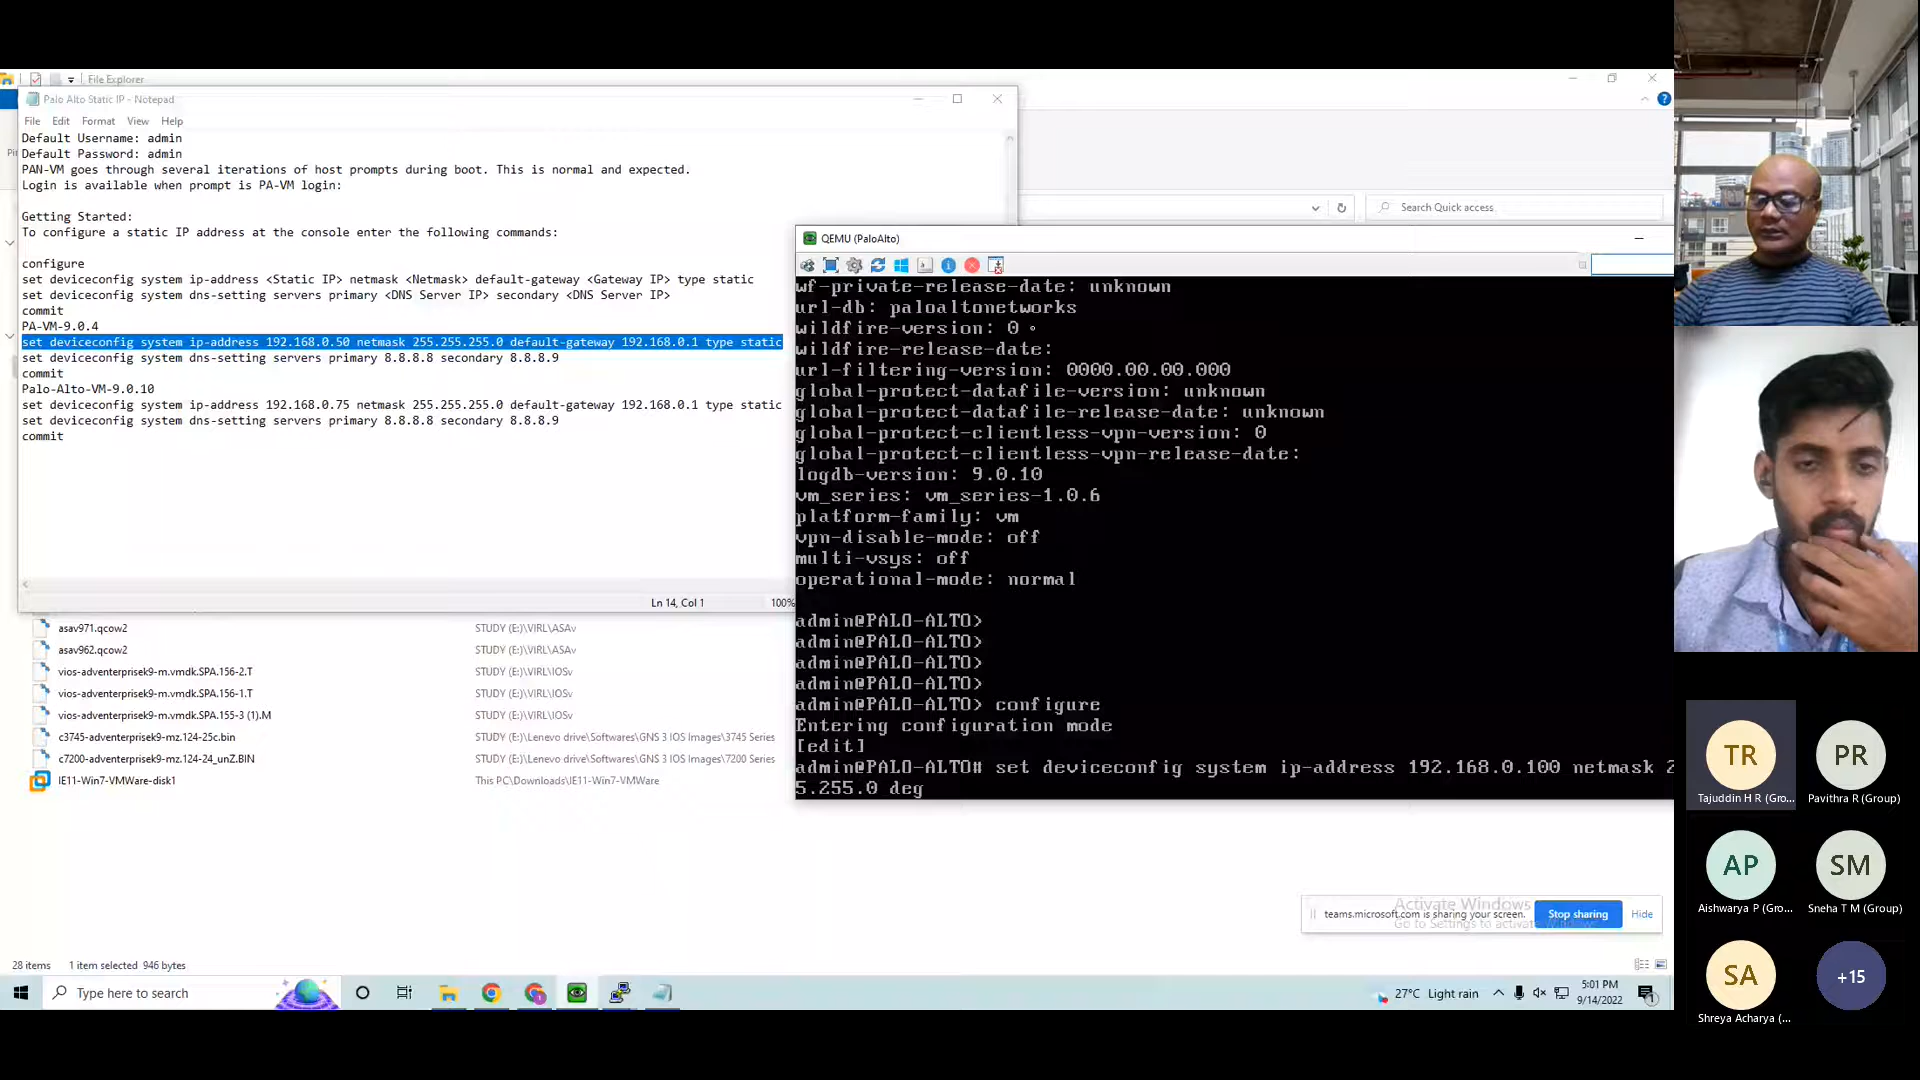 File Explorer
Palo Alto Static IP - Notepad
File Edit Format View Help
Default Username: admin
Default Password: admin
PAN-VM goes through several iterations of host prompts during boot. This is normal and expected.
Login is available when prompt is PA-VM login:
Getting Started:
To configure a static IP address at the console enter the following commands:
configure
set deviceconfig system ip-address <Static IP> netmask <Netmask> default-gateway <Gateway IP> type static
set deviceconfig system dns-setting servers primary <DNS Server IP> secondary <DNS Server IP>
commit
PA-VM-9.0.4
set deviceconfig system ip-address 192.168.0.50 netmask 255.255.255.0 default-gateway 192.168.0.1 type static
set deviceconfig system dns-setting servers primary 8.8.8.8 secondary 8.8.8.9
commit
Palo-Alto-VM-9.0.10
set deviceconfig system ip-address 192.168.0.75 netmask 255.255.255.0 default-gateway 192.168.0.1 type static
set deviceconfig system dns-setting servers primary 8.8.8.8 secondary 8.8.8.9
commit
Ln 14, Col 1 100%
Search Quick access
QEMU (PaloAlto)
wf-private-release-date: unknown
url-db: paloaltonetworks
wildfire-version: 0
wildfire-release-date:
url-filtering-version: 0000.00.00.000
global-protect-datafile-version: unknown
global-protect-datafile-release-date: unknown
global-protect-clientless-vpn-version: 0
global-protect-clientless-vpn-release-date:
logdb-version: 9.0.10
vm_series: vm_series-1.0.6
platform-family: vm
vpn-disable-mode: off
multi-vsys: off
operational-mode: normal
admin@PALO-ALTO>
admin@PALO-ALTO>
admin@PALO-ALTO>
admin@PALO-ALTO>
admin@PALO-ALTO> configure
Entering configuration mode
[edit]
admin@PALO-ALTO# set deviceconfig system ip-address 192.168.0.100 netmask 2
5.255.0 deg
asav971.qcow2 STUDY (E:)\VIRL\ASAv
asav962.qcow2 STUDY (E:)\VIRL\ASAv
vios-adventerprisek9-m.vmdk.SPA.156-2.T STUDY (E:)\VIRL\IOSv
vios-adventerprisek9-m.vmdk.SPA.156-1.T STUDY (E:)\VIRL\IOSv
vios-adventerprisek9-m.vmdk.SPA.155-3 (1).M STUDY (E:)\VIRL\IOSv
c3745-adventerprisek9-mz.124-25c.bin STUDY (E:)\Lenevo drive\Softwares\GNS 3 IOS Images\3745 Series
c7200-adventerprisek9-mz.124-24_unZ.BIN STUDY (E:)\Lenevo drive\Softwares\GNS 3 IOS Images\7200 Series
IE11-Win7-VMWare-disk1 This PC\Downloads\IE11-Win7-VMWare
Activate Windows
teams.microsoft.com is sharing your screen. Stop sharing Hide
Go to Settings to activate
28 items 1 item selected 946 bytes
Type here to search
27°C Light rain
5:01 PM
9/14/2022
1
TR PR
Tajuddin H R (Gro... Pavithra R (Group)
AP SM
Aishwarya P (Gro... Sneha T M (Group)
SA +15
Shreya Acharya (...